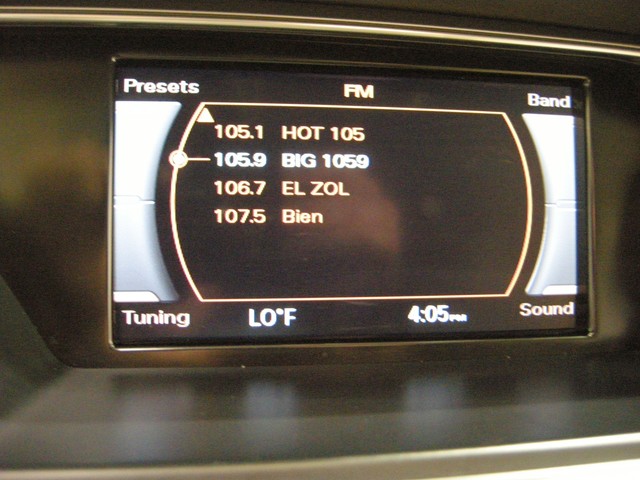 Presets FM Band
105.1 HOT 105
105.9 BIG 1059
106.7 EL ZOL
107.5 Bien
Tuning LO°F 4:05PM Sound